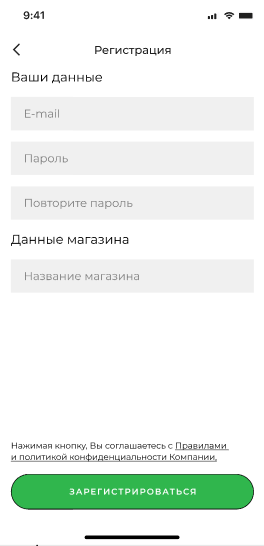 9:41
Регистрация
Ваши данные
E-mail
Пароль
Повторите пароль
Данные магазина
Название магазина
Нажимая кнопку, Вы соглашаетесь с Правилами
и политикой конфиденциальности Компании.
ЗАРЕГИСТРИРОВАТЬСЯ